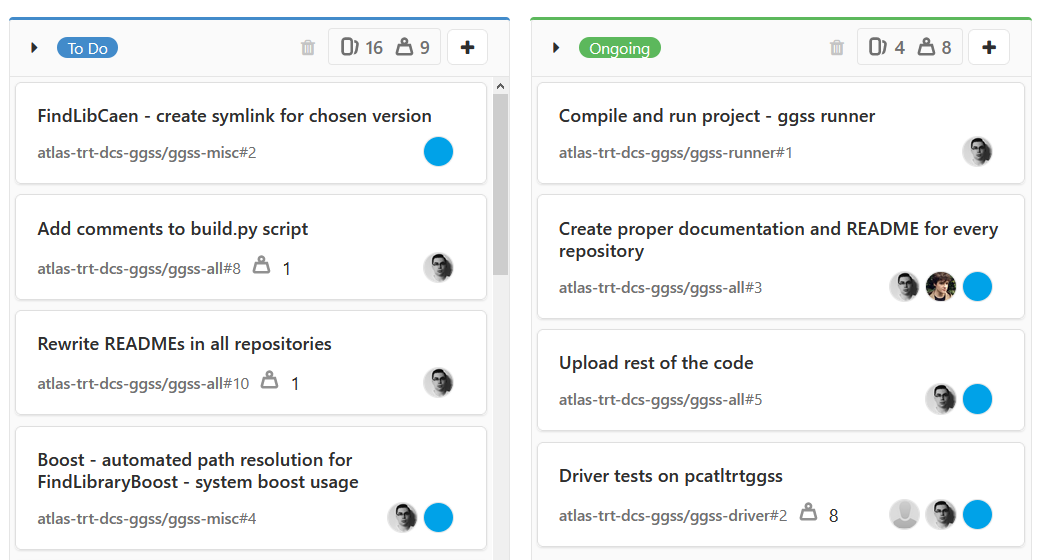 To Do 16 9
FindLibCaen - create symlink for chosen version
atlas-trt-dcs-ggss/ggss-misc#2
Add comments to build.py script
atlas-trt-dcs-ggss/ggss-all#8 1
Rewrite READMEs in all repositories
atlas-trt-dcs-ggss/ggss-all#10 1
Boost - automated path resolution for
FindLibraryBoost - system boost usage
atlas-trt-dcs-ggss/ggss-misc#4
Ongoing 4 8
Compile and run project - ggss runner
atlas-trt-dcs-ggss/ggss-runner#1
Create proper documentation and README for every
repository
atlas-trt-dcs-ggss/ggss-all#3
Upload rest of the code
atlas-trt-dcs-ggss/ggss-all#5
Driver tests on pcatltrtggss
atlas-trt-dcs-ggss/ggss-driver#2 8